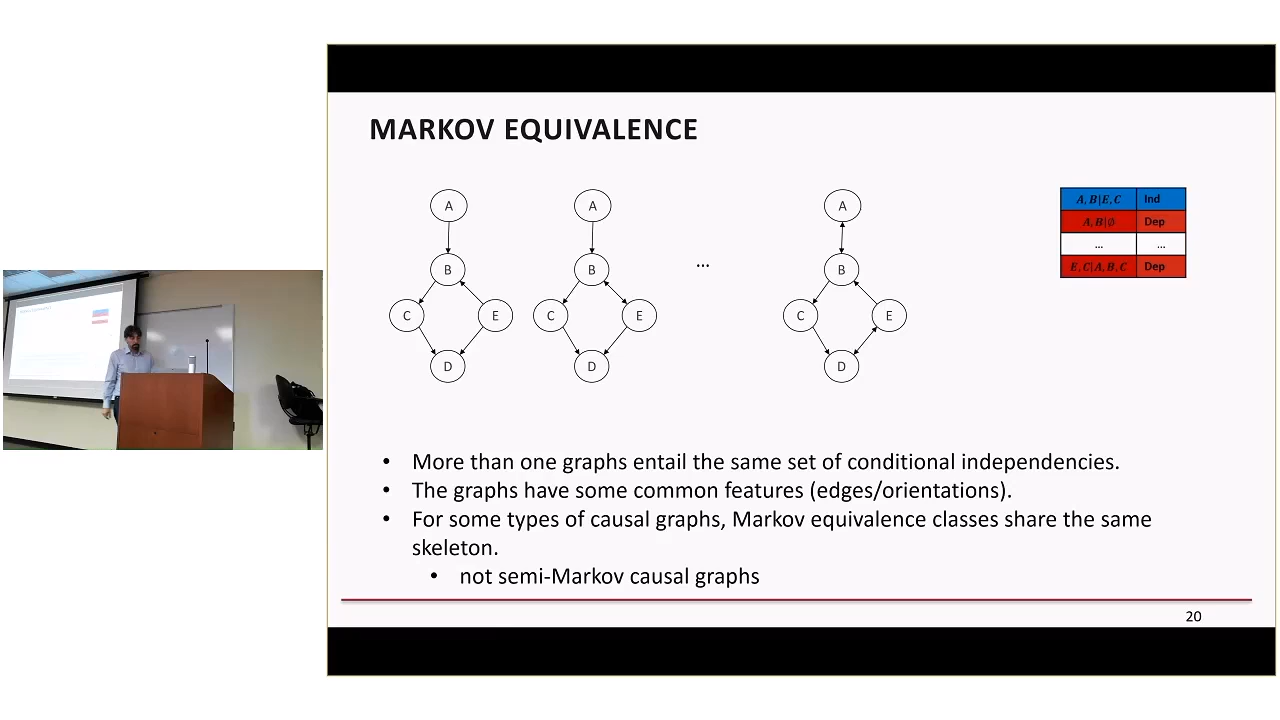 MARKOV EQUIVALENCE
A A A
B B ... B
C E C E C E
D D D
A, B|E, C Ind
A, B|∅ Dep
... ...
E, C|A, B, C Dep
• More than one graphs entail the same set of conditional independencies.
• The graphs have some common features (edges/orientations).
• For some types of causal graphs, Markov equivalence classes share the same
skeleton.
• not semi-Markov causal graphs
20